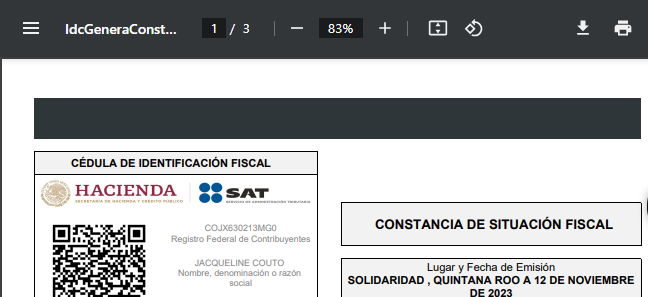 IdcGeneraConst...
1 / 3
83%
CÉDULA DE IDENTIFICACIÓN FISCAL
HACIENDA
SECRETARÍA DE HACIENDA Y CRÉDITO PÚBLICO
SAT
SERVICIO DE ADMINISTRACIÓN TRIBUTARIA
COJX630213MG0
Registro Federal de Contribuyentes
JACQUELINE COUTO
Nombre, denominación o razón
social
CONSTANCIA DE SITUACIÓN FISCAL
Lugar y Fecha de Emisión
SOLIDARIDAD , QUINTANA ROO A 12 DE NOVIEMBRE
DE 2023